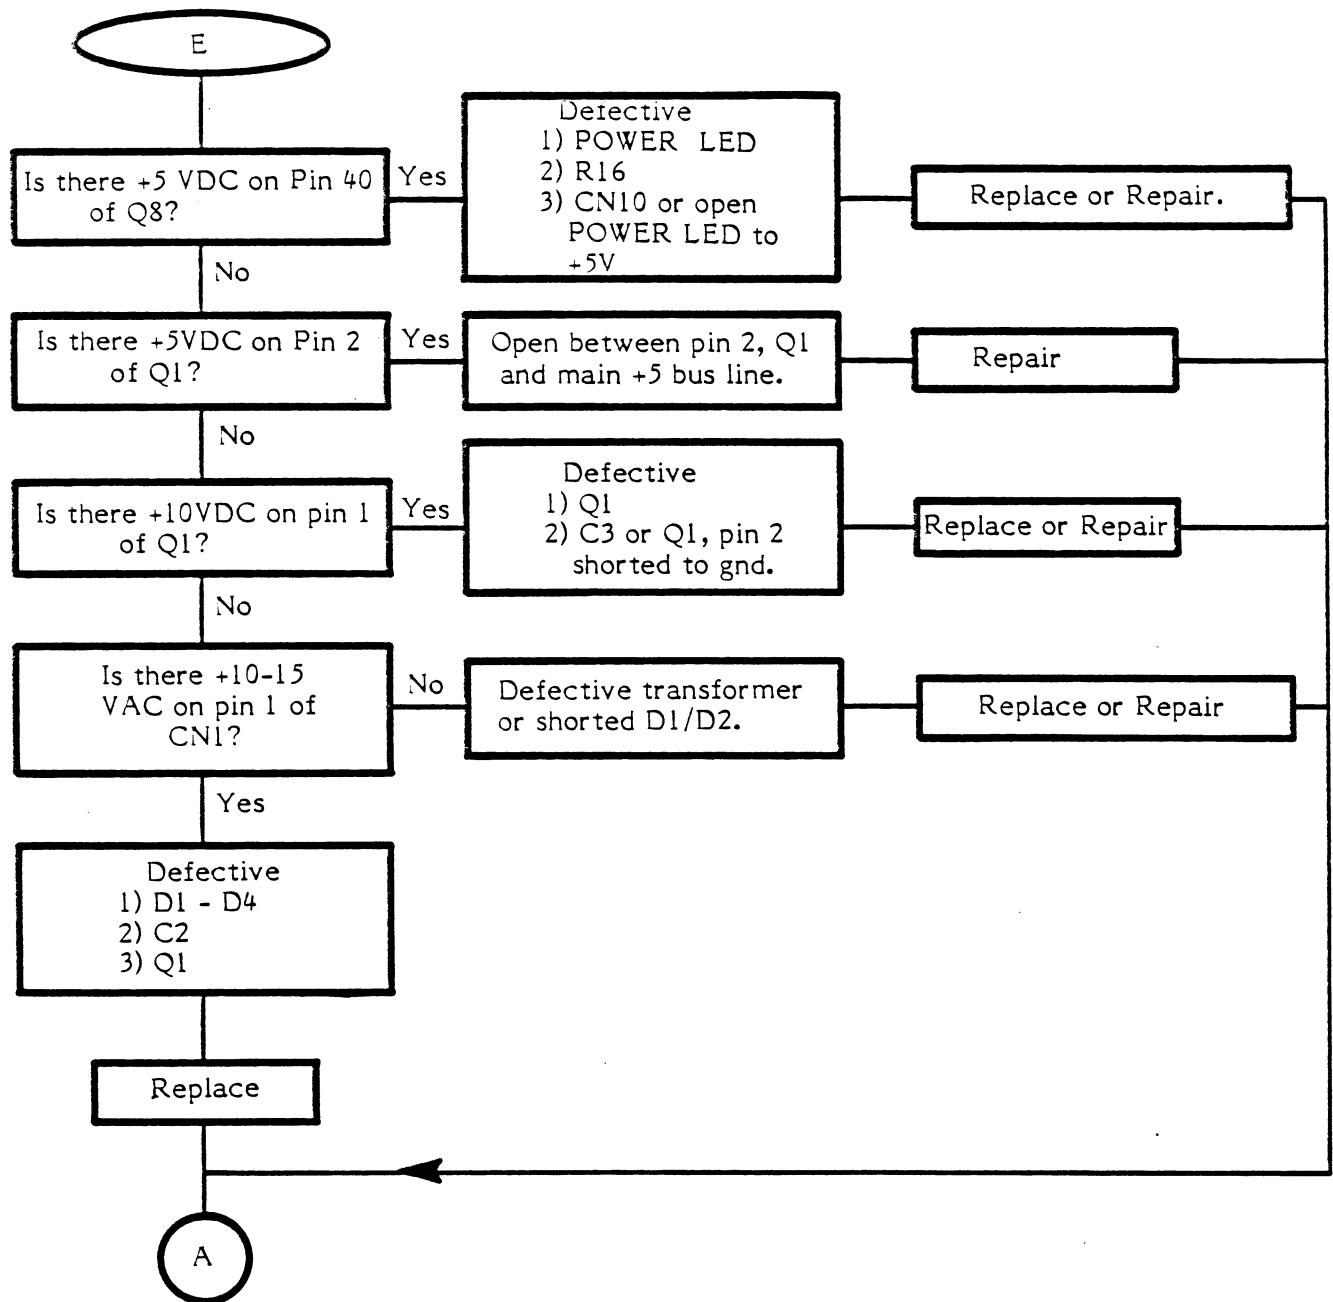 E
Is there +5 VDC on Pin 40
of Q8?
Yes
Defective
1) POWER LED
2) R16
3) CN10 or open
POWER LED to
+5V
Replace or Repair.
No
Is there +5VDC on Pin 2
of Q1?
Yes
Open between pin 2, Q1
and main +5 bus line.
Repair
No
Is there +10VDC on pin 1
of Q1?
Yes
Defective
1) Q1
2) C3 or Q1, pin 2
shorted to gnd.
Replace or Repair
No
Is there +10-15
VAC on pin 1 of
CN1?
No
Defective transformer
or shorted D1/D2.
Replace or Repair
Yes
Defective
1) D1 - D4
2) C2
3) Q1
Replace
A